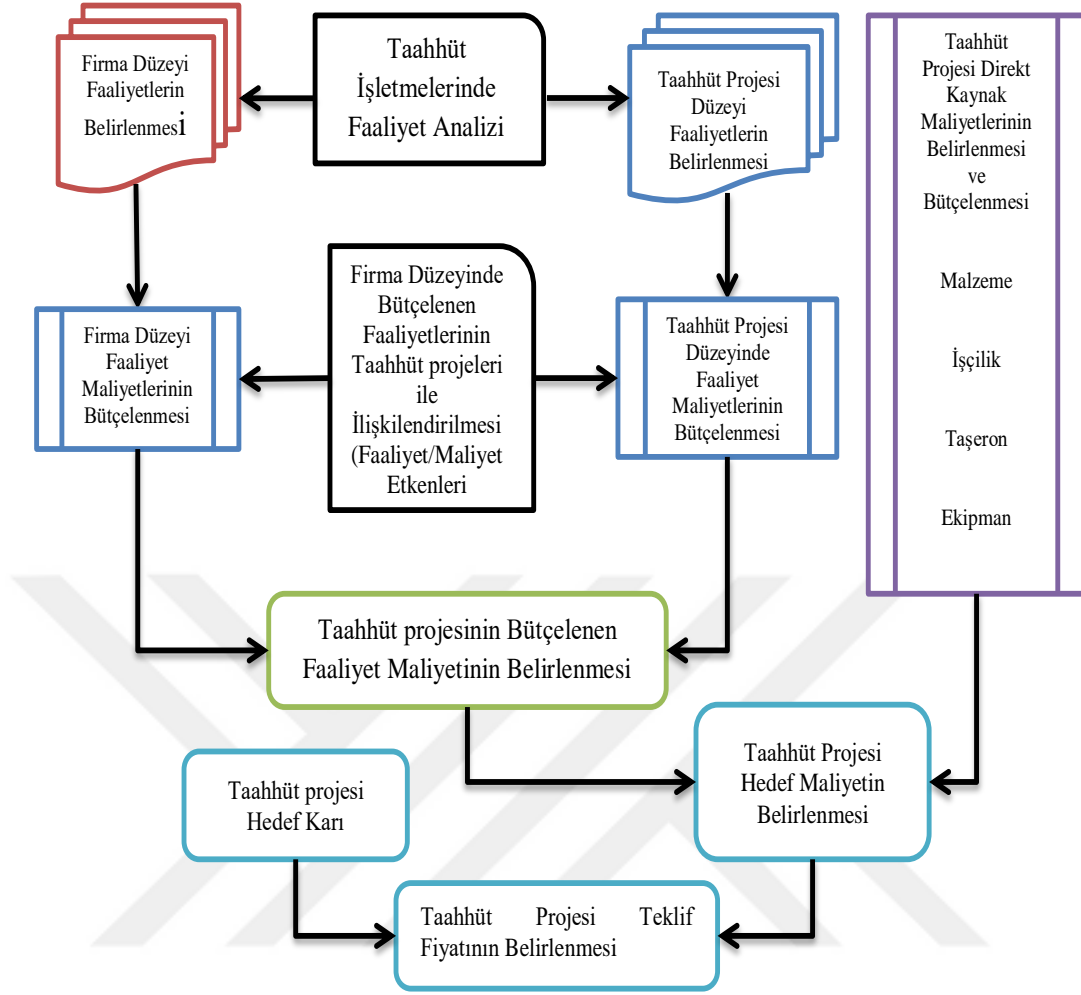 Firma Düzeyi
Faaliyetlerin
Belirlenmesi
Taahhüt
İşletmelerinde
Faaliyet Analizi
Taahhüt Projesi
Düzeyi
Faaliyetlerin
Belirlenmesi
Taahhüt
Projesi Direkt
Kaynak
Maliyetlerinin
Belirlenmesi
ve
Bütçelenmesi
Malzeme
İşçilik
Taşeron
Ekipman
Firma Düzeyi
Faaliyet
Maliyetlerinin
Bütçelenmesi
Firma Düzeyinde
Bütçelenen
Faaliyetlerinin
Taahhüt projeleri
ile
İlişkilendirilmesi
(Faaliyet/Maliyet
Etkenleri
Taahhüt Projesi
Düzeyinde
Faaliyet
Maliyetlerinin
Bütçelenmesi
Taahhüt projesinin Bütçelenen
Faaliyet Maliyetinin Belirlenmesi
Taahhüt projesi
Hedef Karı
Taahhüt Projesi
Hedef Maliyetin
Belirlenmesi
Taahhüt Projesi Teklif
Fiyatının Belirlenmesi